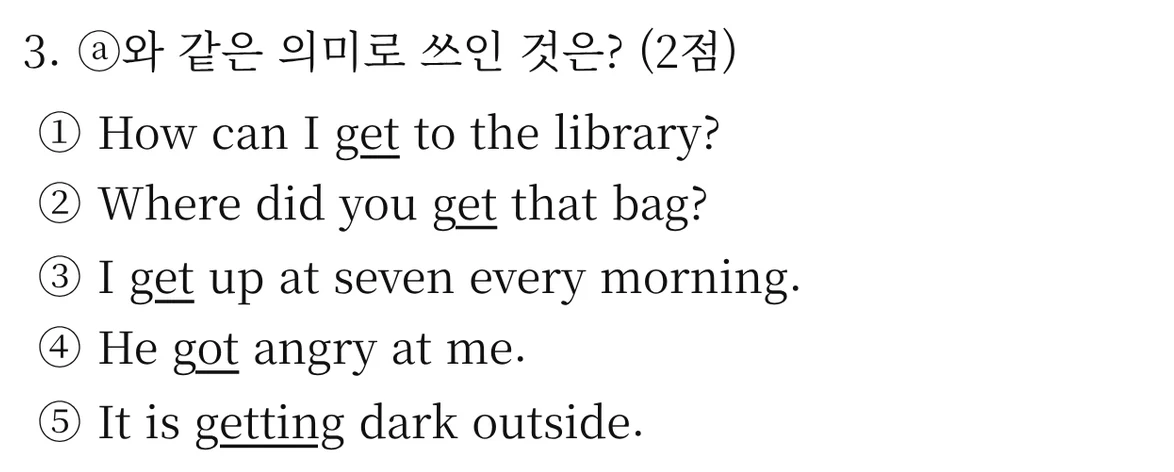 3. ⓐ와 같은 의미로 쓰인 것은? (2점)
① How can I get to the library?
② Where did you get that bag?
③ I get up at seven every morning.
④ He got angry at me.
⑤ It is getting dark outside.